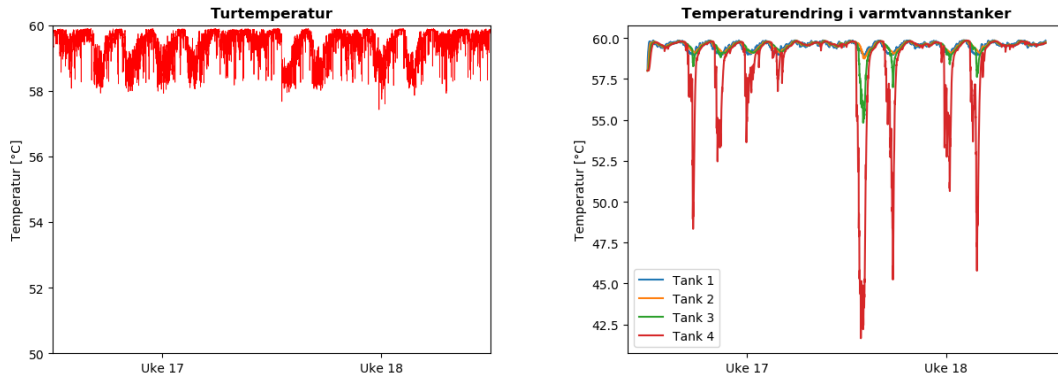 Turtemperatur
Temperatur [°C]
60
58
56
54
52
50
Uke 17
Uke 18
Temperaturendring i varmtvannstanker
Temperatur [°C]
60.0
57.5
55.0
52.5
50.0
47.5
45.0
42.5
Tank 1
Tank 2
Tank 3
Tank 4
Uke 17
Uke 18